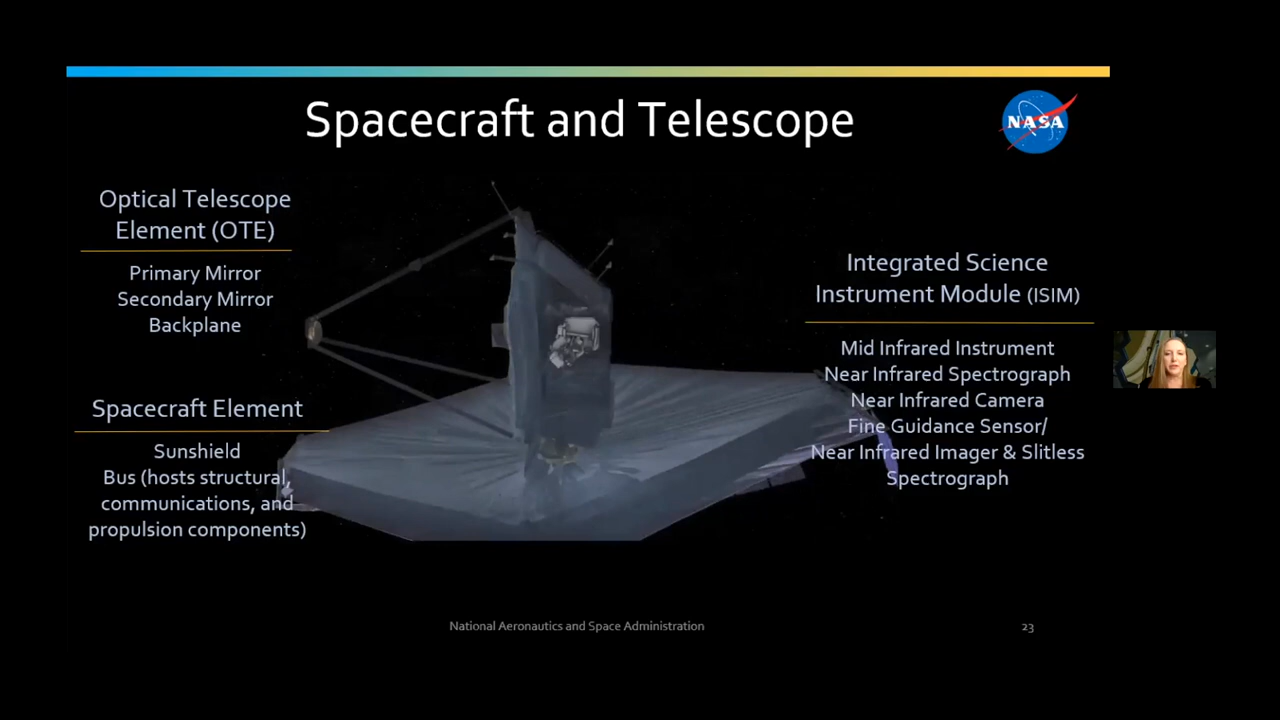 Spacecraft and Telescope
NASA
Optical Telescope
Element (OTE)
Primary Mirror
Secondary Mirror
Backplane
Spacecraft Element
Sunshield
Bus (hosts structural,
communications, and
propulsion components)
Integrated Science
Instrument Module (ISIM)
Mid Infrared Instrument
Near Infrared Spectrograph
Near Infrared Camera
Fine Guidance Sensor/
Near Infrared Imager & Slitless
Spectrograph
National Aeronautics and Space Administration
23